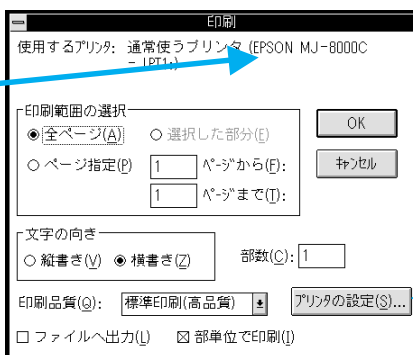 印刷
使用するプリンタ: 通常使うプリンタ (EPSON MJ-8000C
- LPT1:)
印刷範囲の選択
全ページ(A) 選択した部分(E)
OK
ページ指定(P) 1 ページから(F):
キャンセル
1 ページまで(T):
文字の向き
縦書き(V) 横書き(Z)
部数(C): 1
印刷品質(Q): 標準印刷(高品質)
プリンタの設定(S)...
ファイルへ出力(L) 部単位で印刷(I)